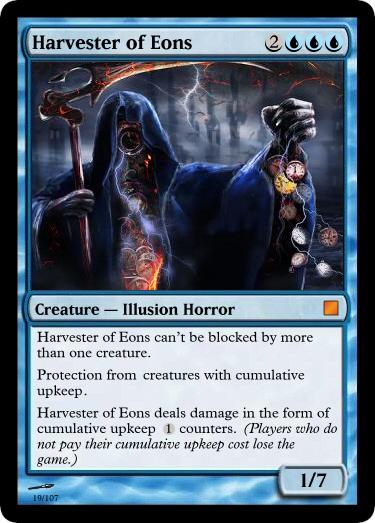 Harvester of Eons 2
Creature — Illusion Horror
Harvester of Eons can't be blocked by more
than one creature.
Protection from creatures with cumulative
upkeep.
Harvester of Eons deals damage in the form of
cumulative upkeep 1 counters. (Players who do
not pay their cumulative upkeep cost lose the
game.)
1/7
19/107